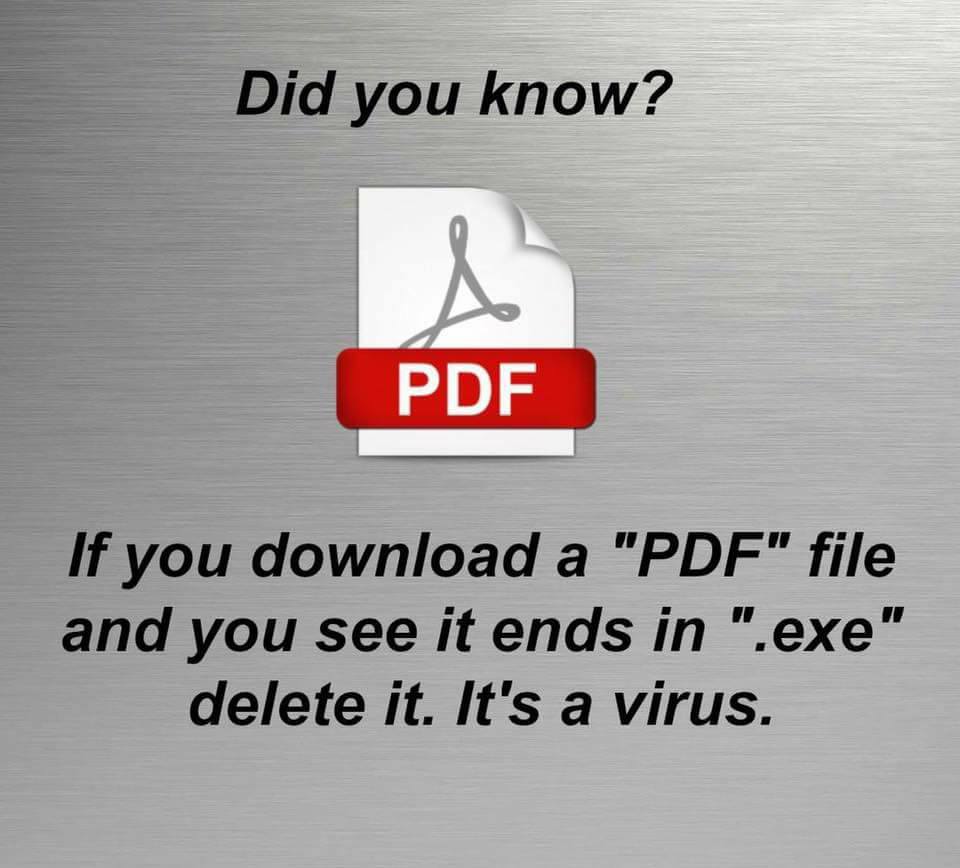 Did you know?
PDF
If you download a "PDF" file
and you see it ends in ".exe"
delete it. It's a virus.